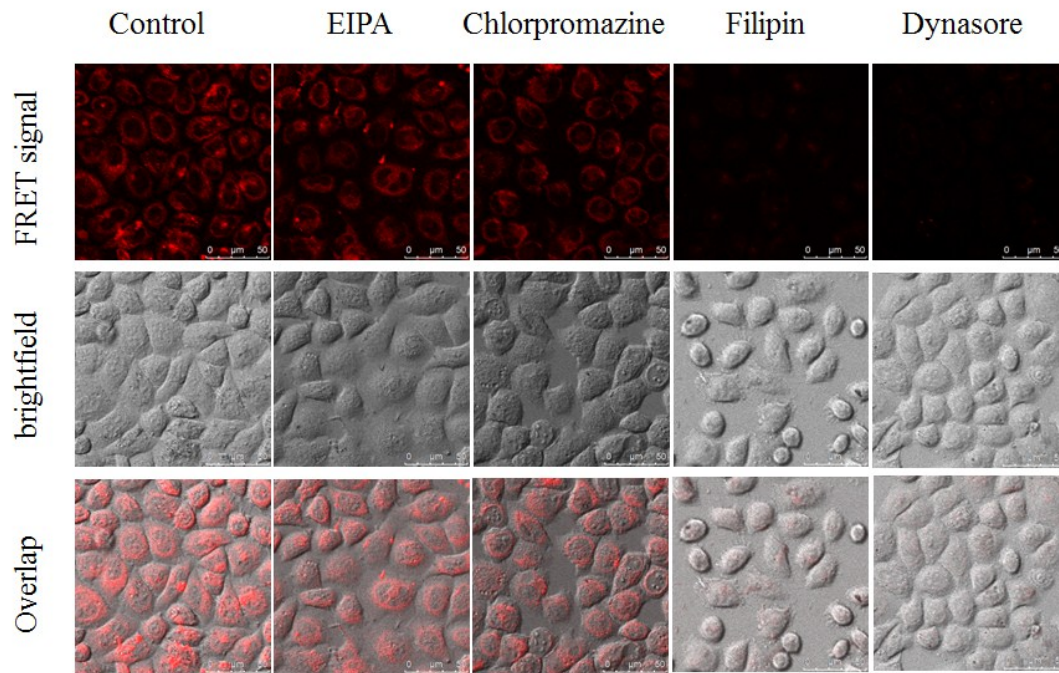 Control EIPA Chlorpromazine Filipin Dynasore
FRET signal
0 µm 50 0 µm 50 0 µm 50 0 µm 50 0 µm 50
brightfield
0 µm 50 0 µm 50 0 µm 50
Overlap